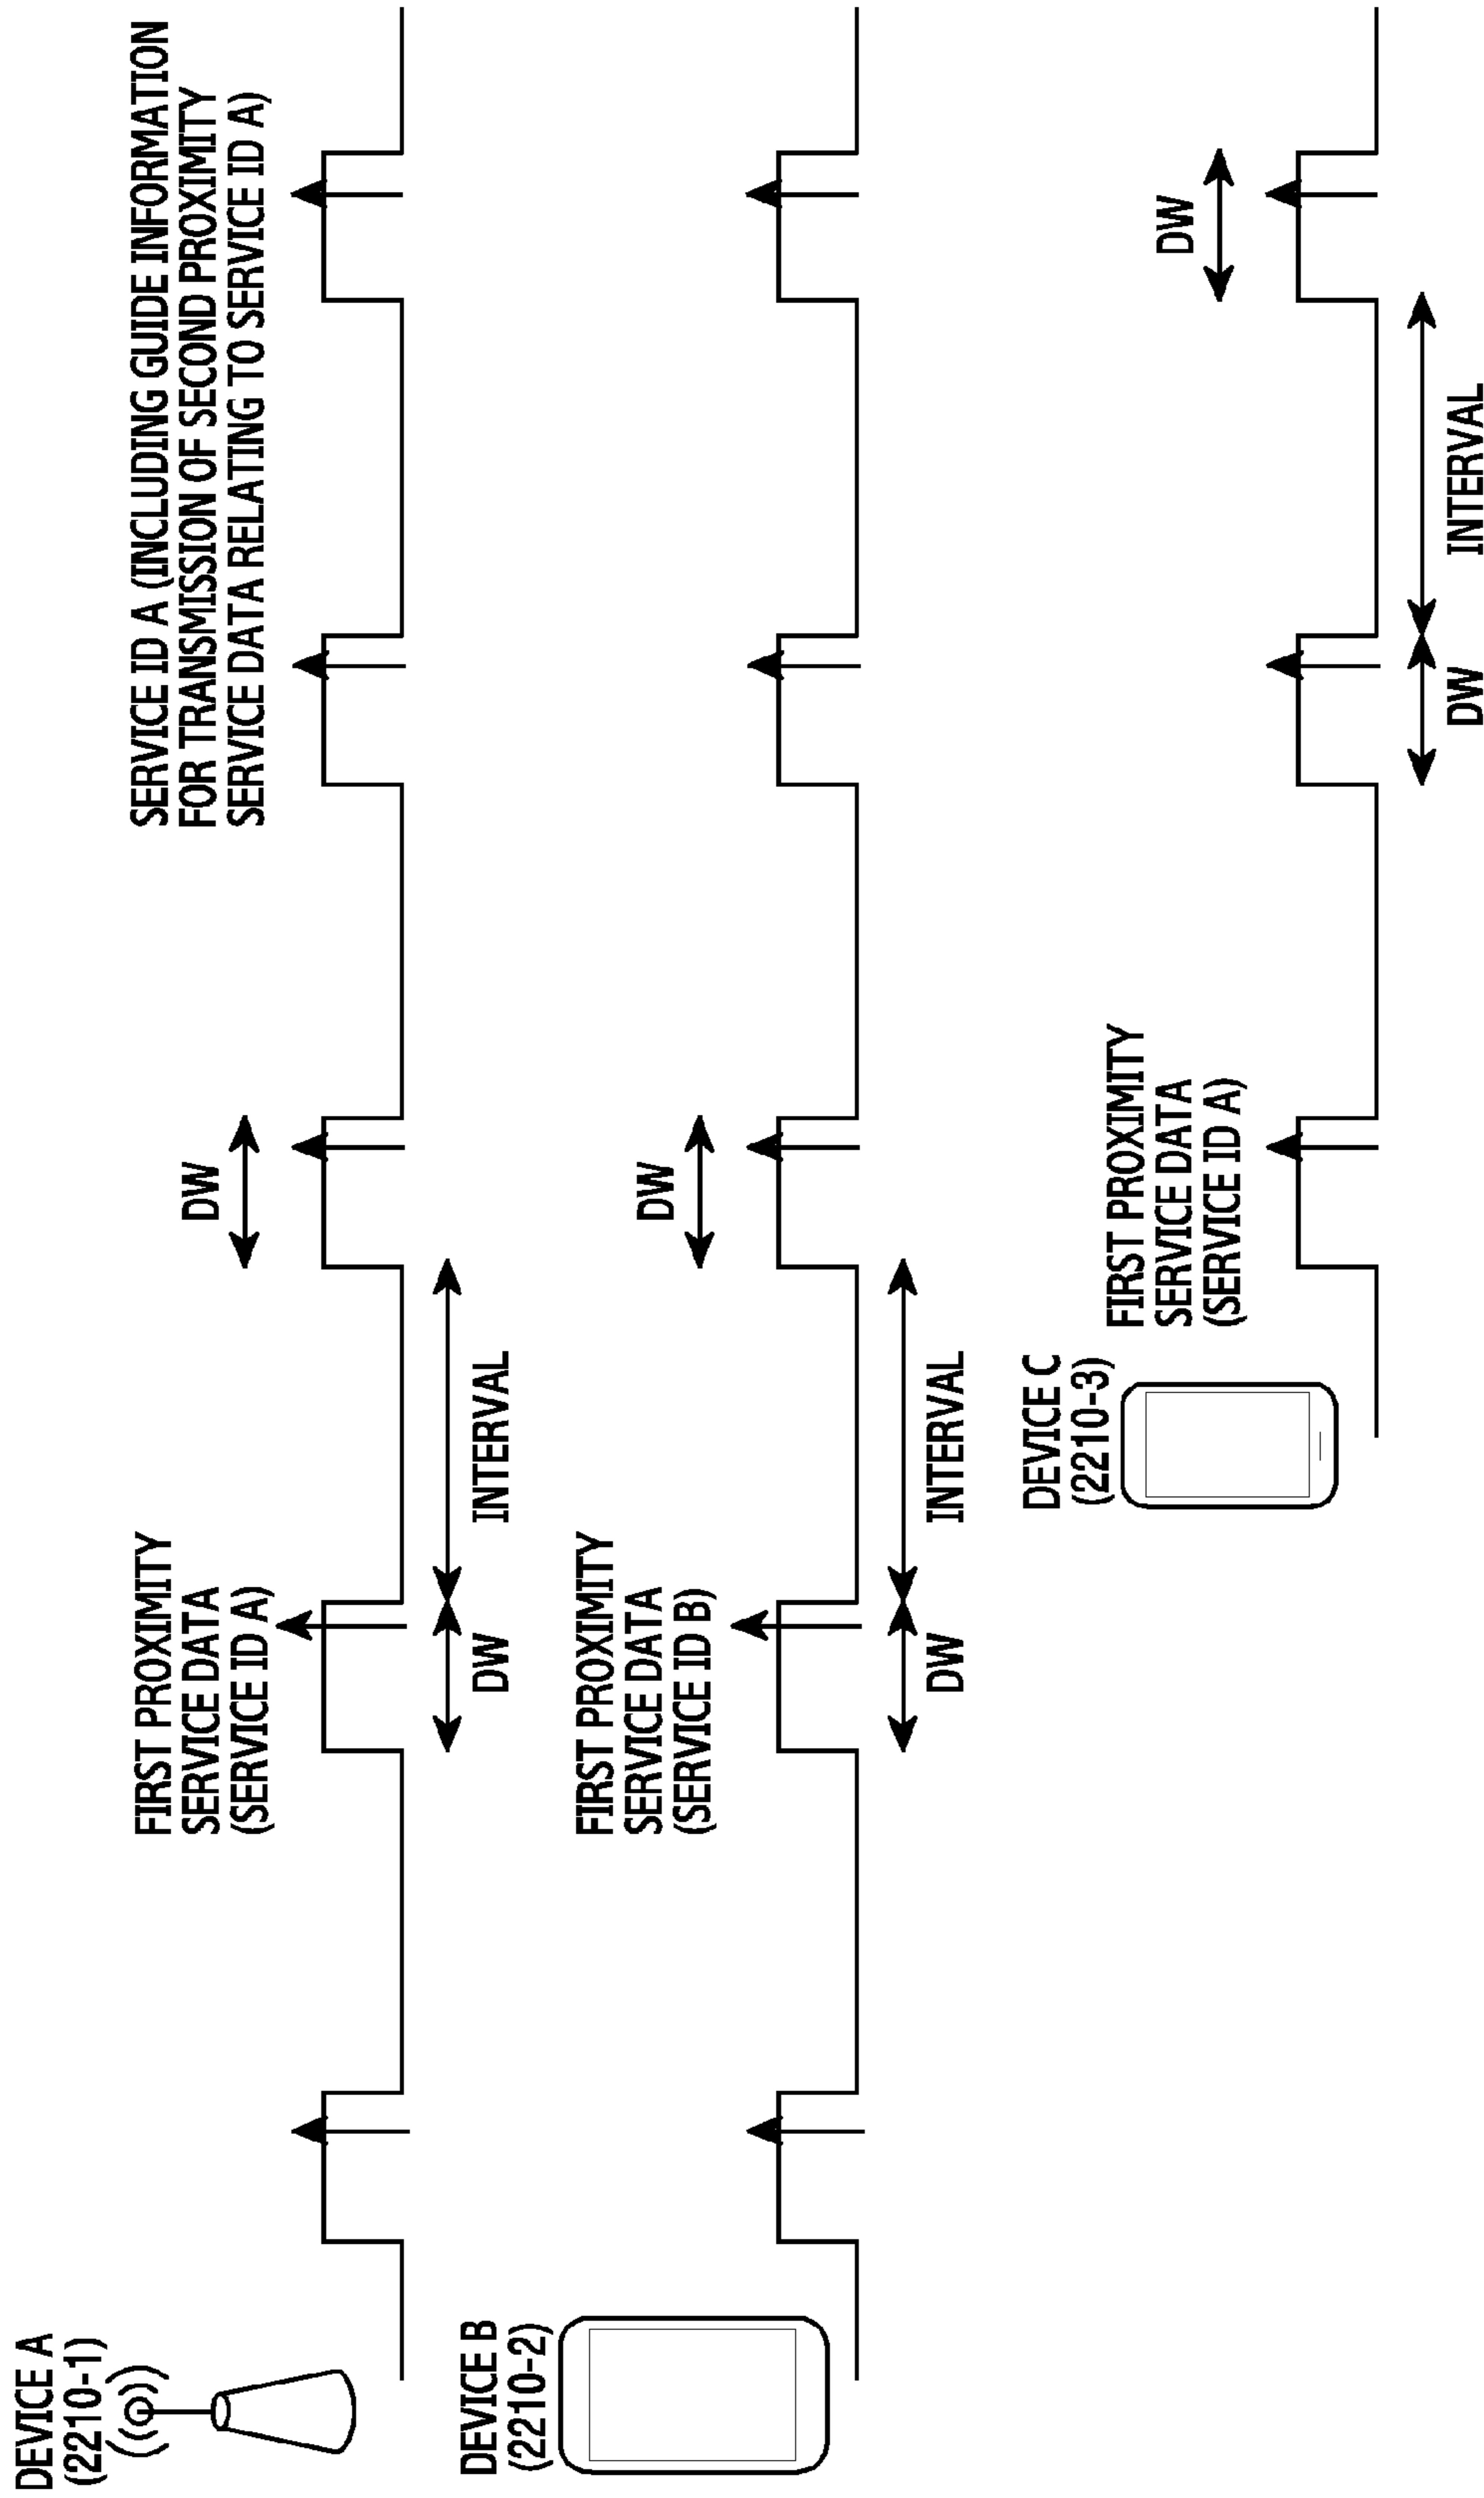 DEVICE A
(2210-1)
FIRST PROXIMITY
SERVICE DATA
(SERVICE ID A)
DW
SERVICE ID A (INCLUDING GUIDE INFORMATION
FOR TRANSMISSION OF SECOND PROXIMITY
SERVICE DATA RELATING TO SERVICE ID A)
DW
INTERVAL
DEVICE B
(2210-2)
FIRST PROXIMITY
SERVICE DATA
(SERVICE ID B)
DW
DW
INTERVAL
DEVICE C
(2210-3)
FIRST PROXIMITY
SERVICE DATA
(SERVICE ID A)
DW
DW
INTERVAL